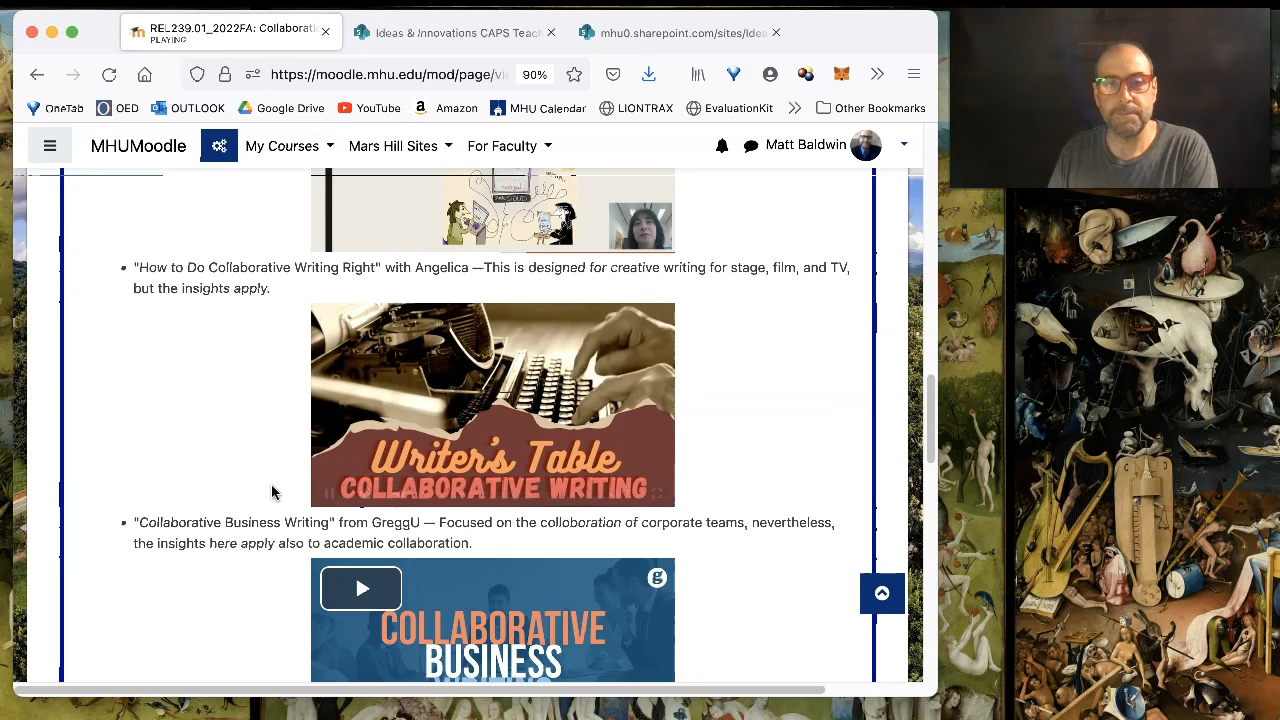 REL239.01_2022FA: Collaborati
PLAYING
Ideas & Innovations CAPS Teach
mhu0.sharepoint.com/sites/Idea
https://moodle.mhu.edu/mod/page/vi
90%
OneTab
OED
OUTLOOK
Google Drive
YouTube
Amazon
MHU Calendar
LIONTRAX
EvaluationKit
Other Bookmarks
MHUMoodle
My Courses
Mars Hill Sites
For Faculty
Matt Baldwin
"How to Do Collaborative Writing Right" with Angelica —This is designed for creative writing for stage, film, and TV,
but the insights apply.
Writer's Table
COLLABORATIVE WRITING
"Collaborative Business Writing" from GreggU — Focused on the colloboration of corporate teams, nevertheless,
the insights here apply also to academic collaboration.
g
COLLABORATIVE
BUSINESS